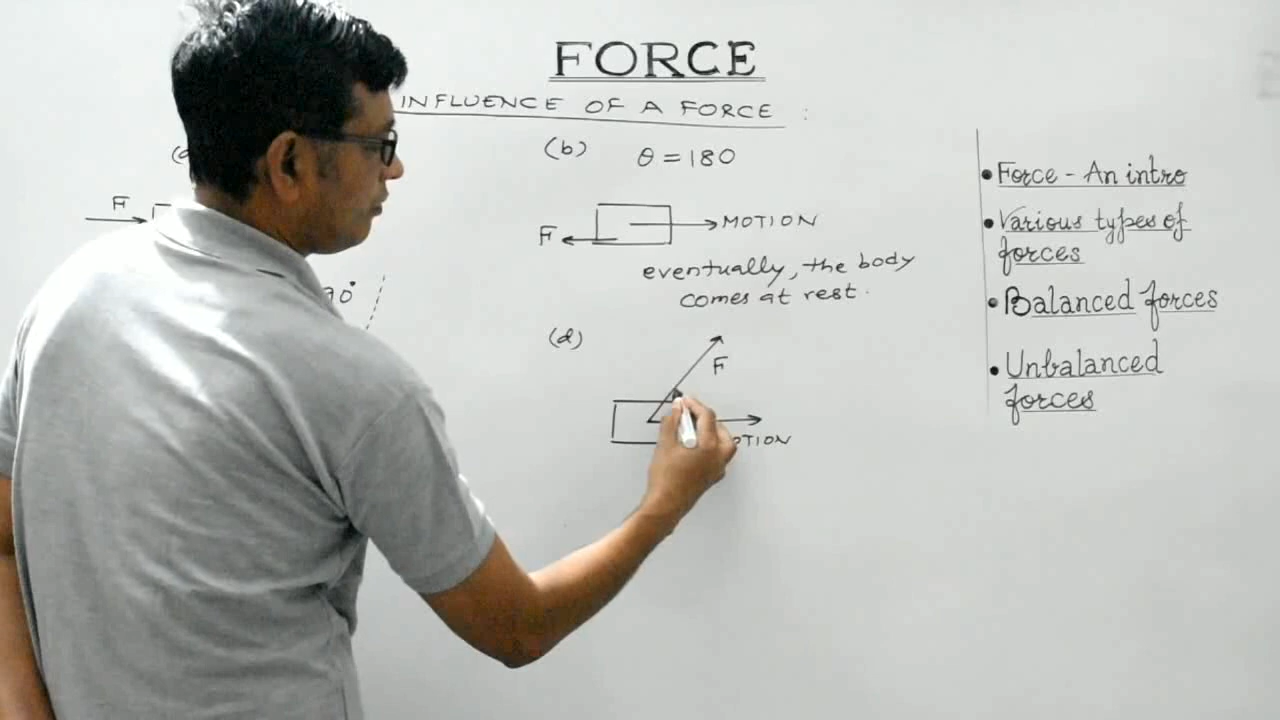 FORCE
INFLUENCE OF A FORCE :
(b) θ = 180
F
F MOTION
eventually, the body
comes at rest.
90°
(d)
F
• Force - An intro
• Various types of
forces
• Balanced forces
• Unbalanced
forces